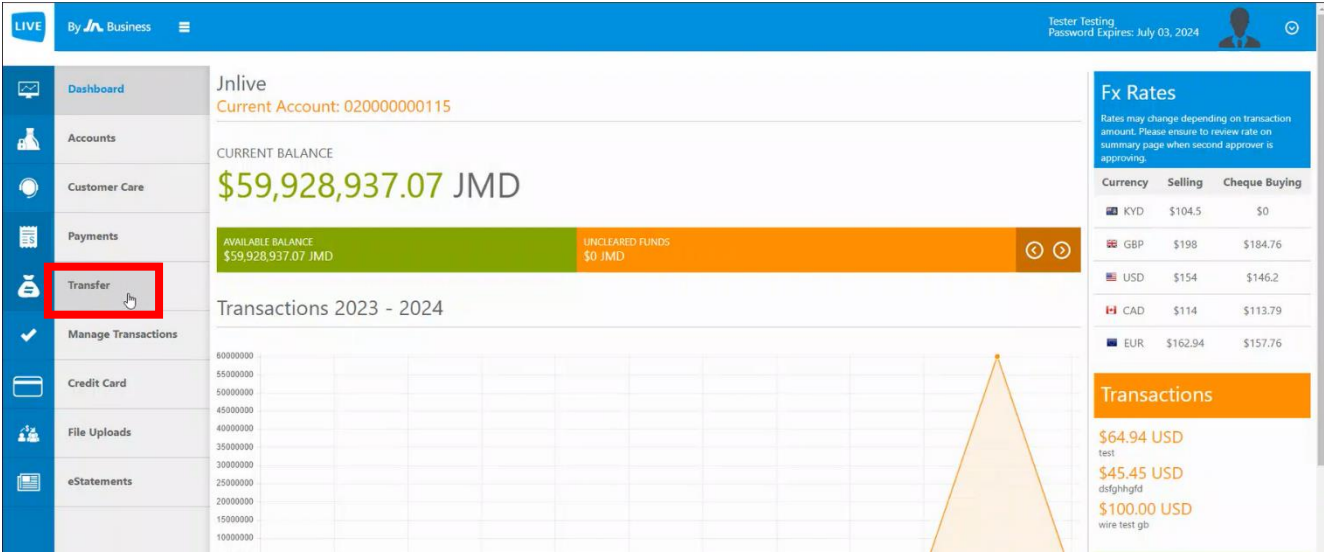 LIVE
By JN Business
Tester Testing
Password Expires: July 03, 2024
Dashboard
Accounts
Customer Care
Payments
Transfer
Manage Transactions
Credit Card
File Uploads
eStatements
Jnlive
Current Account: 020000000115
CURRENT BALANCE
$59,928,937.07 JMD
AVAILABLE BALANCE
$59,928,937.07 JMD
UNCLEARED FUNDS
$0 JMD
Transactions 2023 - 2024
60000000
55000000
50000000
45000000
40000000
35000000
30000000
25000000
20000000
15000000
10000000
Fx Rates
Rates may change depending on transaction
amount. Please ensure to review rate on
summary page when second approver is
approving.
Currency Selling Cheque Buying
KYD $104.5 $0
GBP $198 $184.76
USD $154 $146.2
CAD $114 $113.79
EUR $162.94 $157.76
Transactions
$64.94 USD
test
$45.45 USD
dsfghhgfd
$100.00 USD
wire test gb